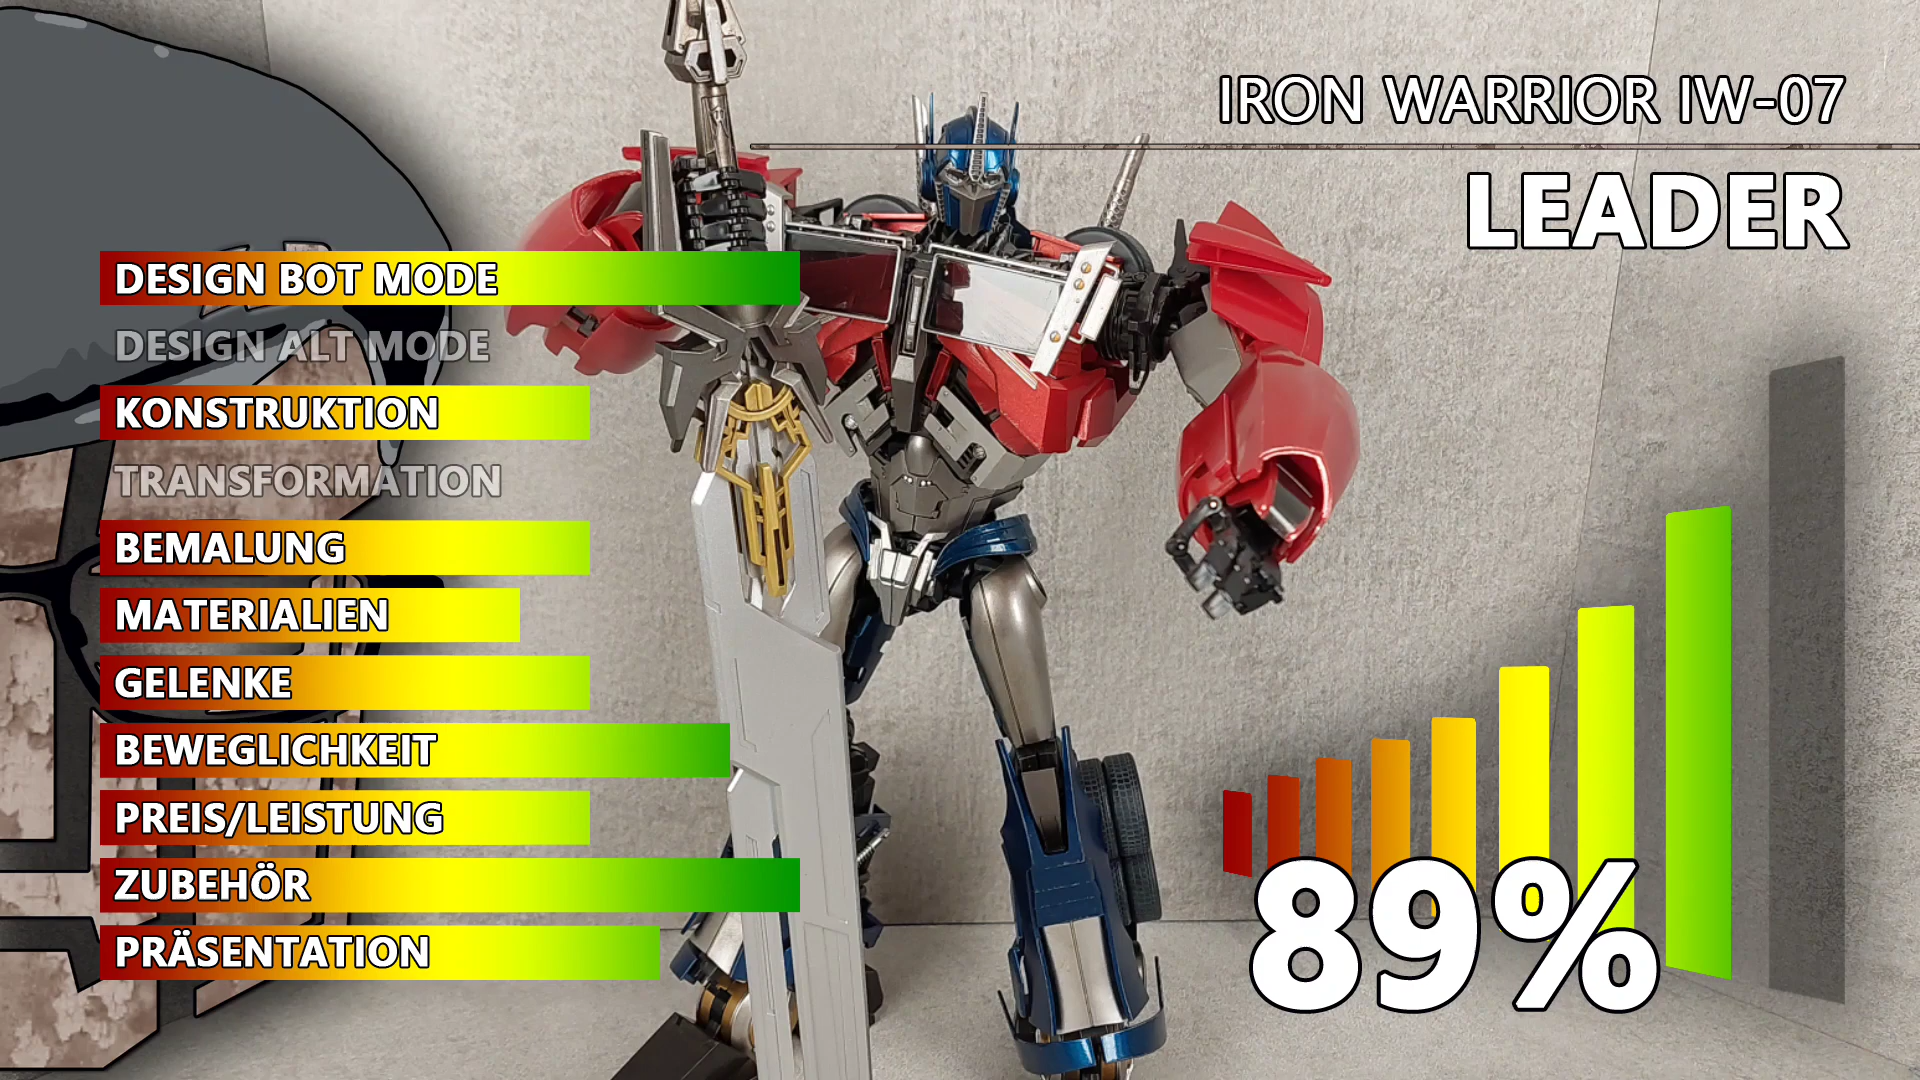 IRON WARRIOR IW-07
LEADER
DESIGN BOT MODE
DESIGN ALT MODE
KONSTRUKTION
TRANSFORMATION
BEMALUNG
MATERIALIEN
GELENKE
BEWEGLICHKEIT
PREIS/LEISTUNG
ZUBEHÖR
PRÄSENTATION
89%